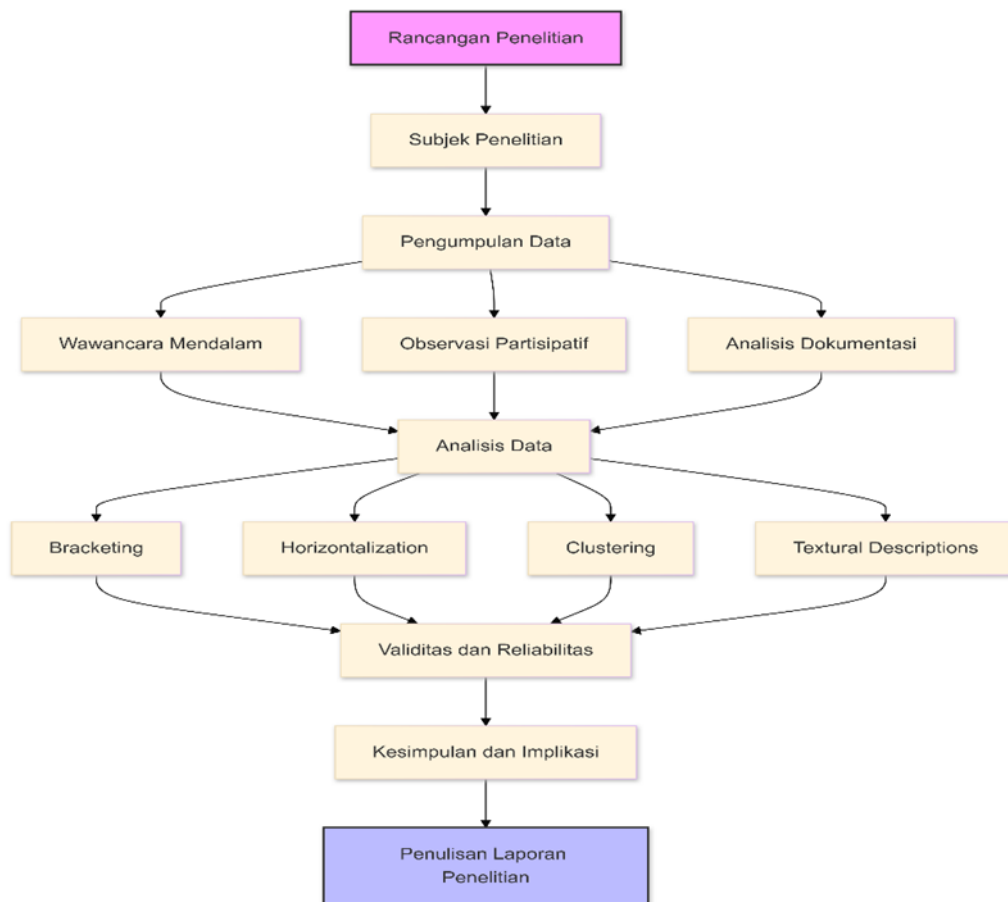 Rancangan Penelitian
Subjek Penelitian
Pengumpulan Data
Wawancara Mendalam
Observasi Partisipatif
Analisis Dokumentasi
Analisis Data
Bracketing
Horizontalization
Clustering
Textural Descriptions
Validitas dan Reliabilitas
Kesimpulan dan Implikasi
Penulisan Laporan
Penelitian